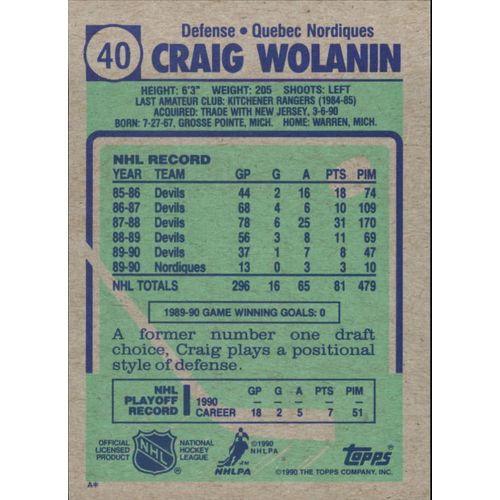 40
Defense • Quebec Nordiques
CRAIG WOLANIN
HEIGHT: 6'3" WEIGHT: 205 SHOOTS: LEFT
LAST AMATEUR CLUB: KITCHENER RANGERS (1984-85)
ACQUIRED: TRADE WITH NEW JERSEY, 3-6-90
BORN: 7-27-67, GROSSE POINTE, MICH. HOME: WARREN, MICH.
NHL RECORD
YEAR TEAM GP G A PTS PIM
85-86 Devils 44 2 16 18 74
86-87 Devils 68 4 6 10 109
87-88 Devils 78 6 25 31 170
88-89 Devils 56 3 8 11 69
89-90 Devils 37 1 7 8 47
89-90 Nordiques 13 0 3 3 10
NHL TOTALS 296 16 65 81 479
1989-90 GAME WINNING GOALS: 0
A former number one draft
choice, Craig plays a positional
style of defense.
NHL PLAYOFF RECORD
GP G A PTS PIM
1990 — — — — —
CAREER 18 2 5 7 51
OFFICIAL LICENSED PRODUCT
NHL
NATIONAL HOCKEY LEAGUE
©1990 NHLPA
NHLPA
TOPPS
©1990 THE TOPPS COMPANY, INC.
A*